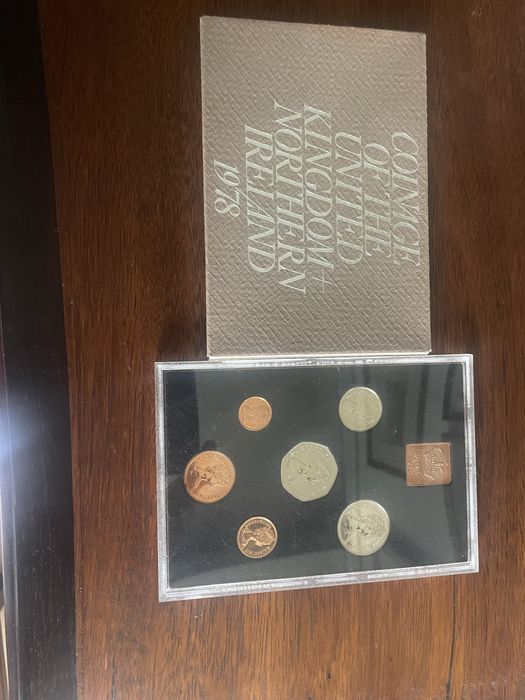 COINAGE
OF THE
UNITED
KINGDOM +
NORTHERN
IRELAND
1978